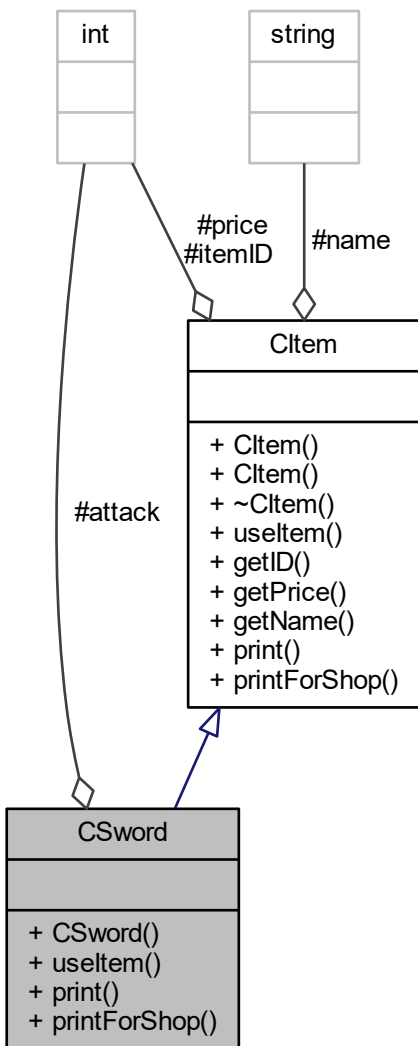 int
string
#price
#itemID
#name
CItem
+ CItem()
+ CItem()
+ ~CItem()
+ useItem()
+ getID()
+ getPrice()
+ getName()
+ print()
+ printForShop()
#attack
CSword
+ CSword()
+ useItem()
+ print()
+ printForShop()